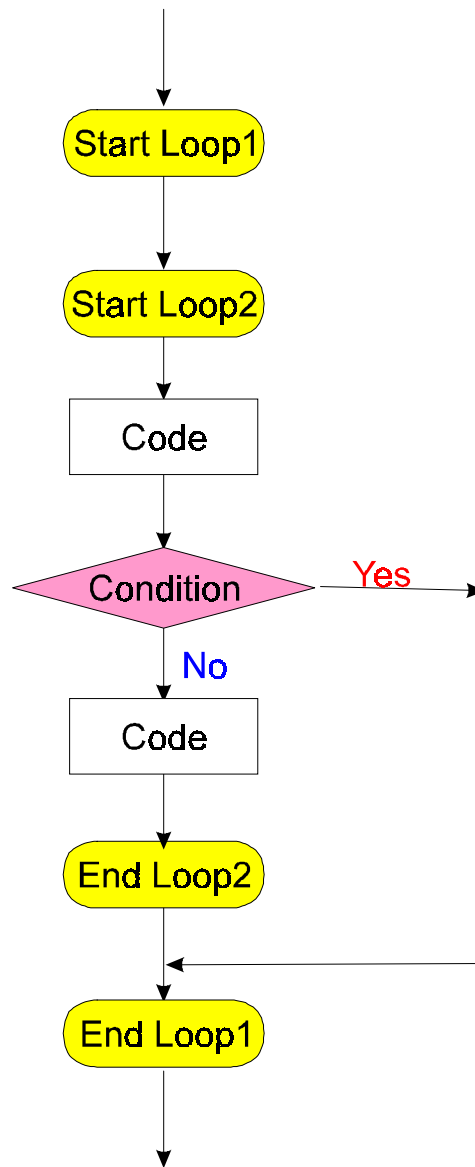 Start Loop1
Start Loop2
Code
Condition
Yes
No
Code
End Loop2
End Loop1